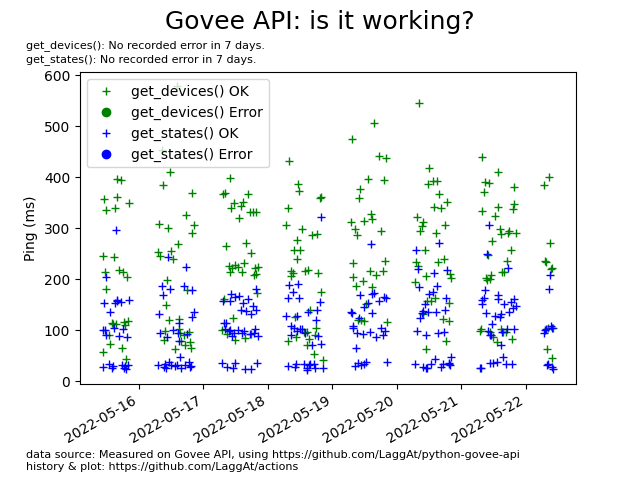 Govee API: is it working?
get_devices(): No recorded error in 7 days.
get_states(): No recorded error in 7 days.
get_devices() OK
get_devices() Error
get_states() OK
get_states() Error
Ping (ms)
600
500
400
300
200
100
0
2022-05-16
2022-05-17
2022-05-18
2022-05-19
2022-05-20
2022-05-21
2022-05-22
data source: Measured on Govee API, using https://github.com/LaggAt/python-govee-api
history & plot: https://github.com/LaggAt/actions